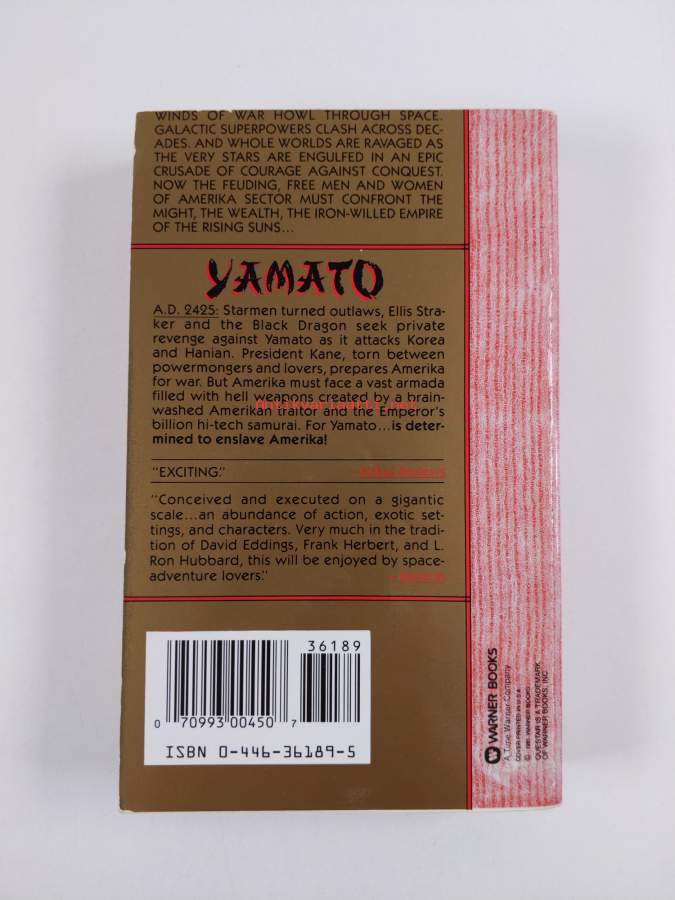 WINDS OF WAR HOWL THROUGH SPACE.
GALACTIC SUPERPOWERS CLASH ACROSS DEC-
ADES. AND WHOLE WORLDS ARE RAVAGED AS
THE VERY STARS ARE ENGULFED IN AN EPIC
CRUSADE OF COURAGE AGAINST CONQUEST.
NOW THE FEUDING, FREE MEN AND WOMEN
OF AMERIKA SECTOR MUST CONFRONT THE
MIGHT, THE WEALTH, THE IRON-WILLED EMPIRE
OF THE RISING SUNS...
YAMATO
A.D. 2425: Starmen turned outlaws, Ellis Stra-
ker and the Black Dragon seek private
revenge against Yamato as it attacks Korea
and Hanian. President Kane, torn between
powermongers and lovers, prepares Amerika
for war. But Amerika must face a vast armada
filled with hell weapons created by a brain-
washed Amerikan traitor and the Emperor's
billion hi-tech samurai. For Yamato...is deter-
mined to enslave Amerika!
"EXCITING."
"Conceived and executed on a gigantic
scale...an abundance of action, exotic set-
tings, and characters. Very much in the tradi-
tion of David Eddings, Frank Herbert, and L.
Ron Hubbard, this will be enjoyed by space-
adventure lovers."
36189
0 70993 00450 7
ISBN 0-446-36189-5
WARNER BOOKS
A Time Warner Company
COVER PRINTED IN U.S.A.
WARNER BOOKS
QUESTAR IS A TRADEMARK
OF WARNER BOOKS, INC.